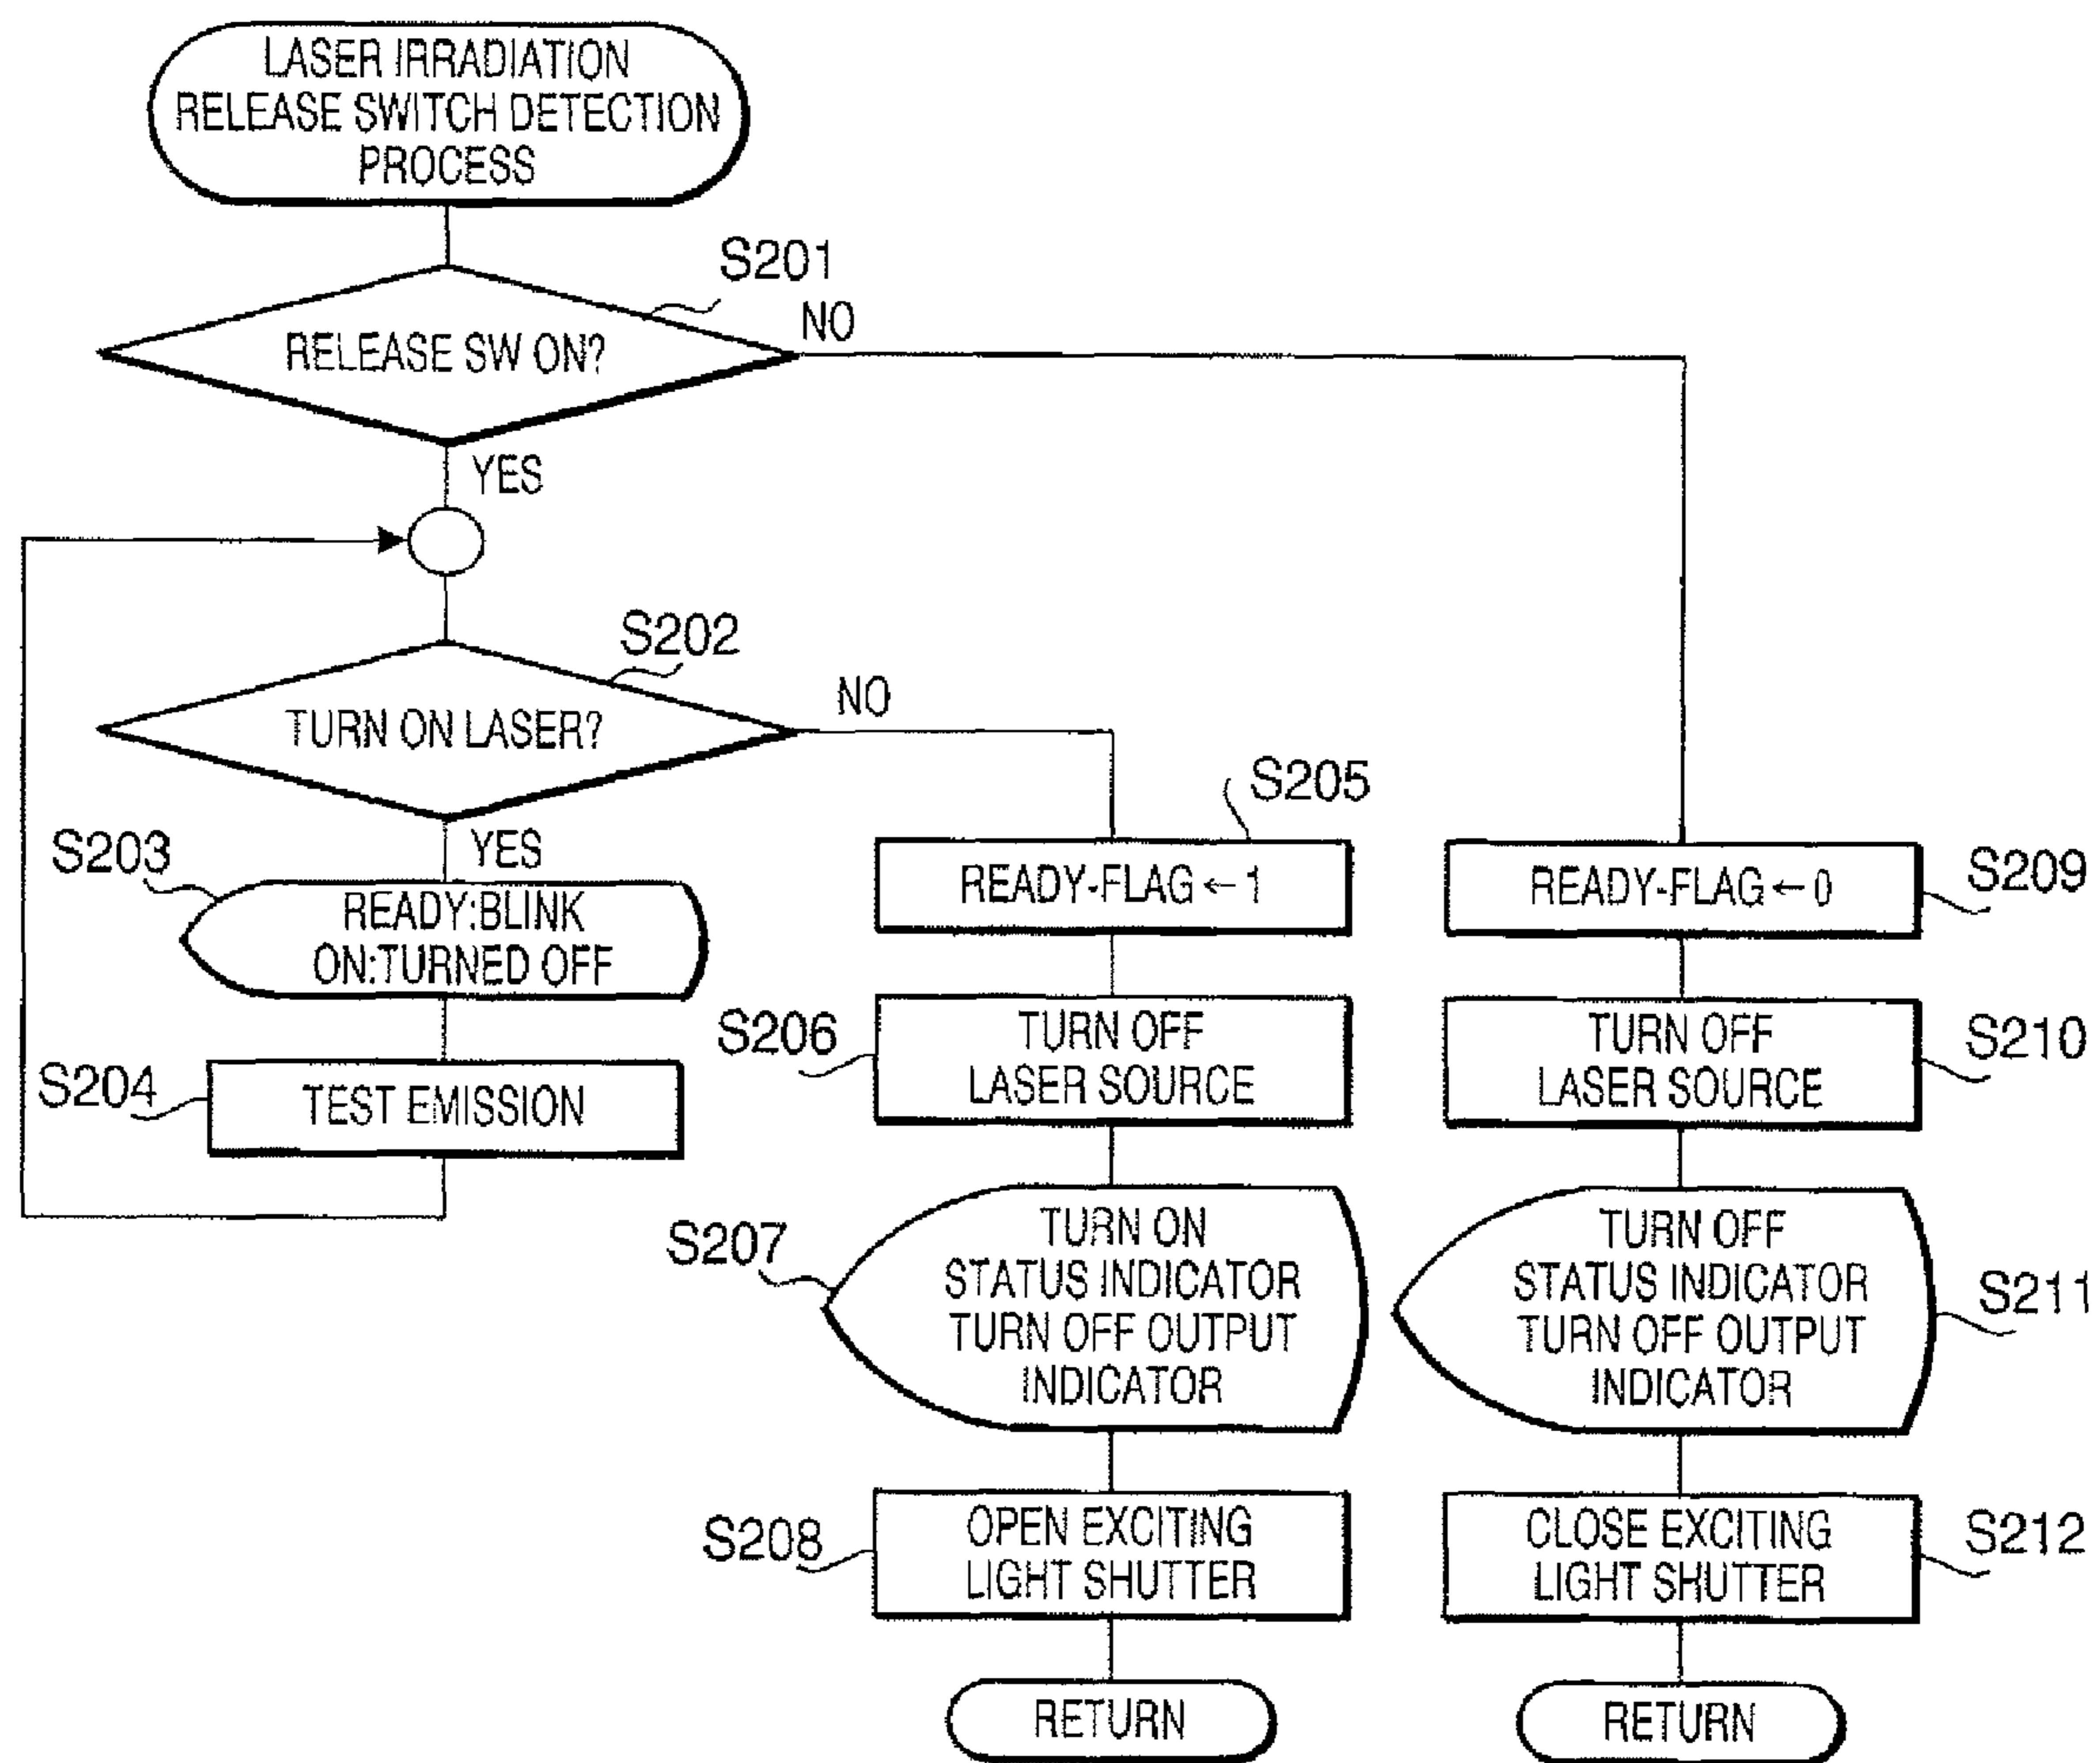 LASER IRRADIATION
RELEASE SWITCH DETECTION
PROCESS
S201
RELEASE SW ON?
NO
YES
S202
TURN ON LASER?
NO
YES
S203
READY:BLINK
ON:TURNED OFF
S204
TEST EMISSION
S205
READY-FLAG ← 1
S206
TURN OFF
LASER SOURCE
S207
TURN ON
STATUS INDICATOR
TURN OFF OUTPUT
INDICATOR
S208
OPEN EXCITING
LIGHT SHUTTER
RETURN
READY-FLAG ← 0
S209
TURN OFF
LASER SOURCE
S210
TURN OFF
STATUS INDICATOR
TURN OFF OUTPUT
INDICATOR
S211
CLOSE EXCITING
LIGHT SHUTTER
S212
RETURN